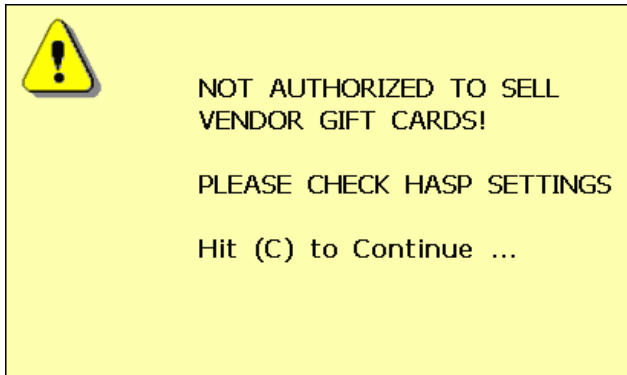 NOT AUTHORIZED TO SELL
VENDOR GIFT CARDS!
PLEASE CHECK HASP SETTINGS
Hit (C) to Continue ...